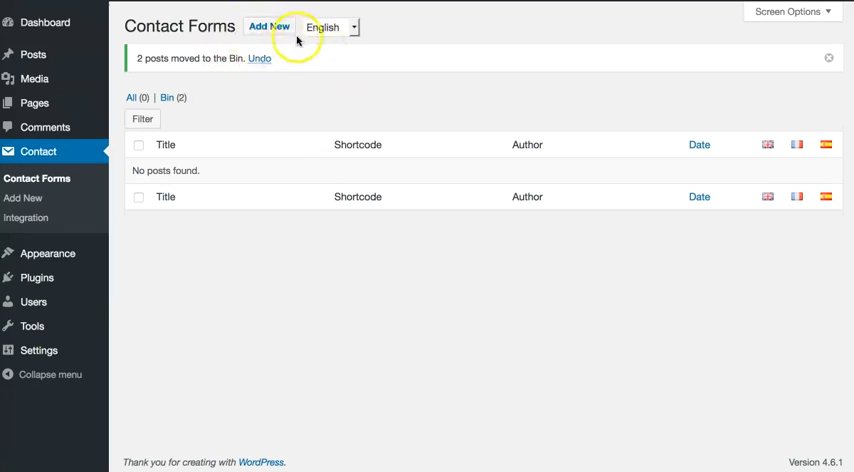 Dashboard
Posts
Media
Pages
Comments
Contact
Contact Forms
Add New
Integration
Appearance
Plugins
Users
Tools
Settings
Collapse menu
Screen Options
Contact Forms Add New English
2 posts moved to the Bin. Undo
All (0) | Bin (2)
Filter
Title Shortcode Author Date
No posts found.
Title Shortcode Author Date
Thank you for creating with WordPress. Version 4.6.1